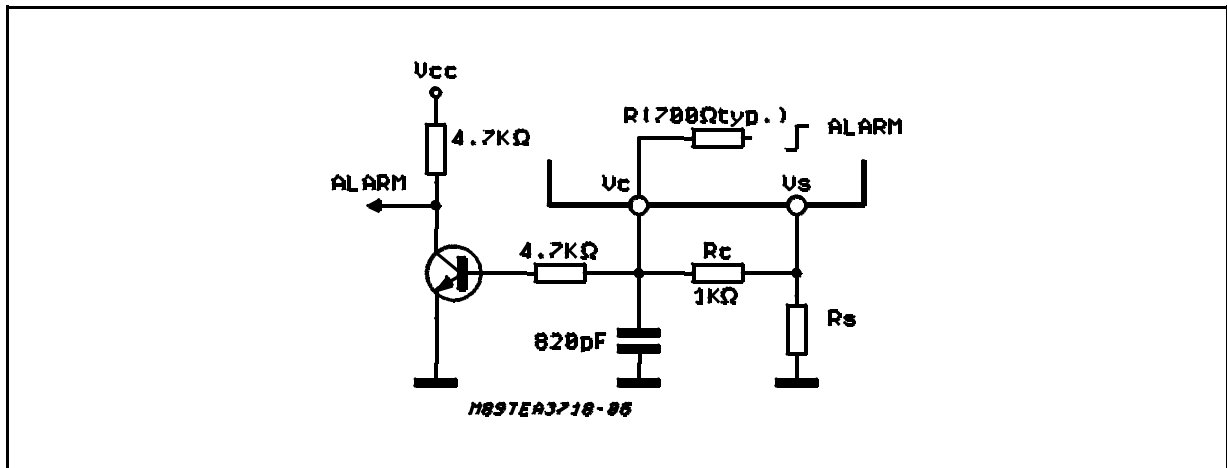 Vcc
R(700Ωtyp.)
ALARM
4.7KΩ
ALARM
Vc
Vs
4.7KΩ
Rc
1KΩ
Rs
820pF
M89TEA3718-06